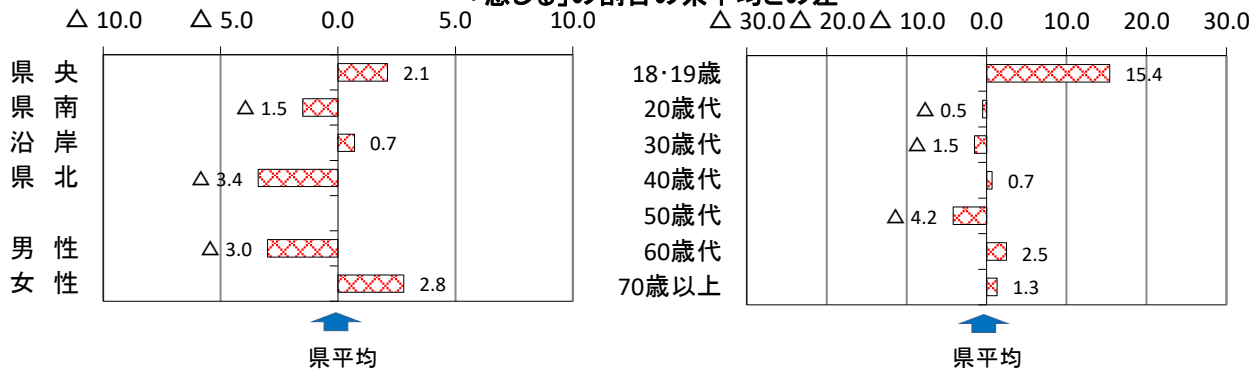 「感じる」の割合の県平均との差
△ 10.0 △ 5.0 0.0 5.0 10.0
県 央 2.1
県 南 △ 1.5
沿 岸 0.7
県 北 △ 3.4
男 性 △ 3.0
女 性 2.8
県平均
△ 30.0 △ 20.0 △ 10.0 0.0 10.0 20.0 30.0
18・19歳 15.4
20歳代 △ 0.5
30歳代 △ 1.5
40歳代 0.7
50歳代 △ 4.2
60歳代 2.5
70歳以上 1.3
県平均